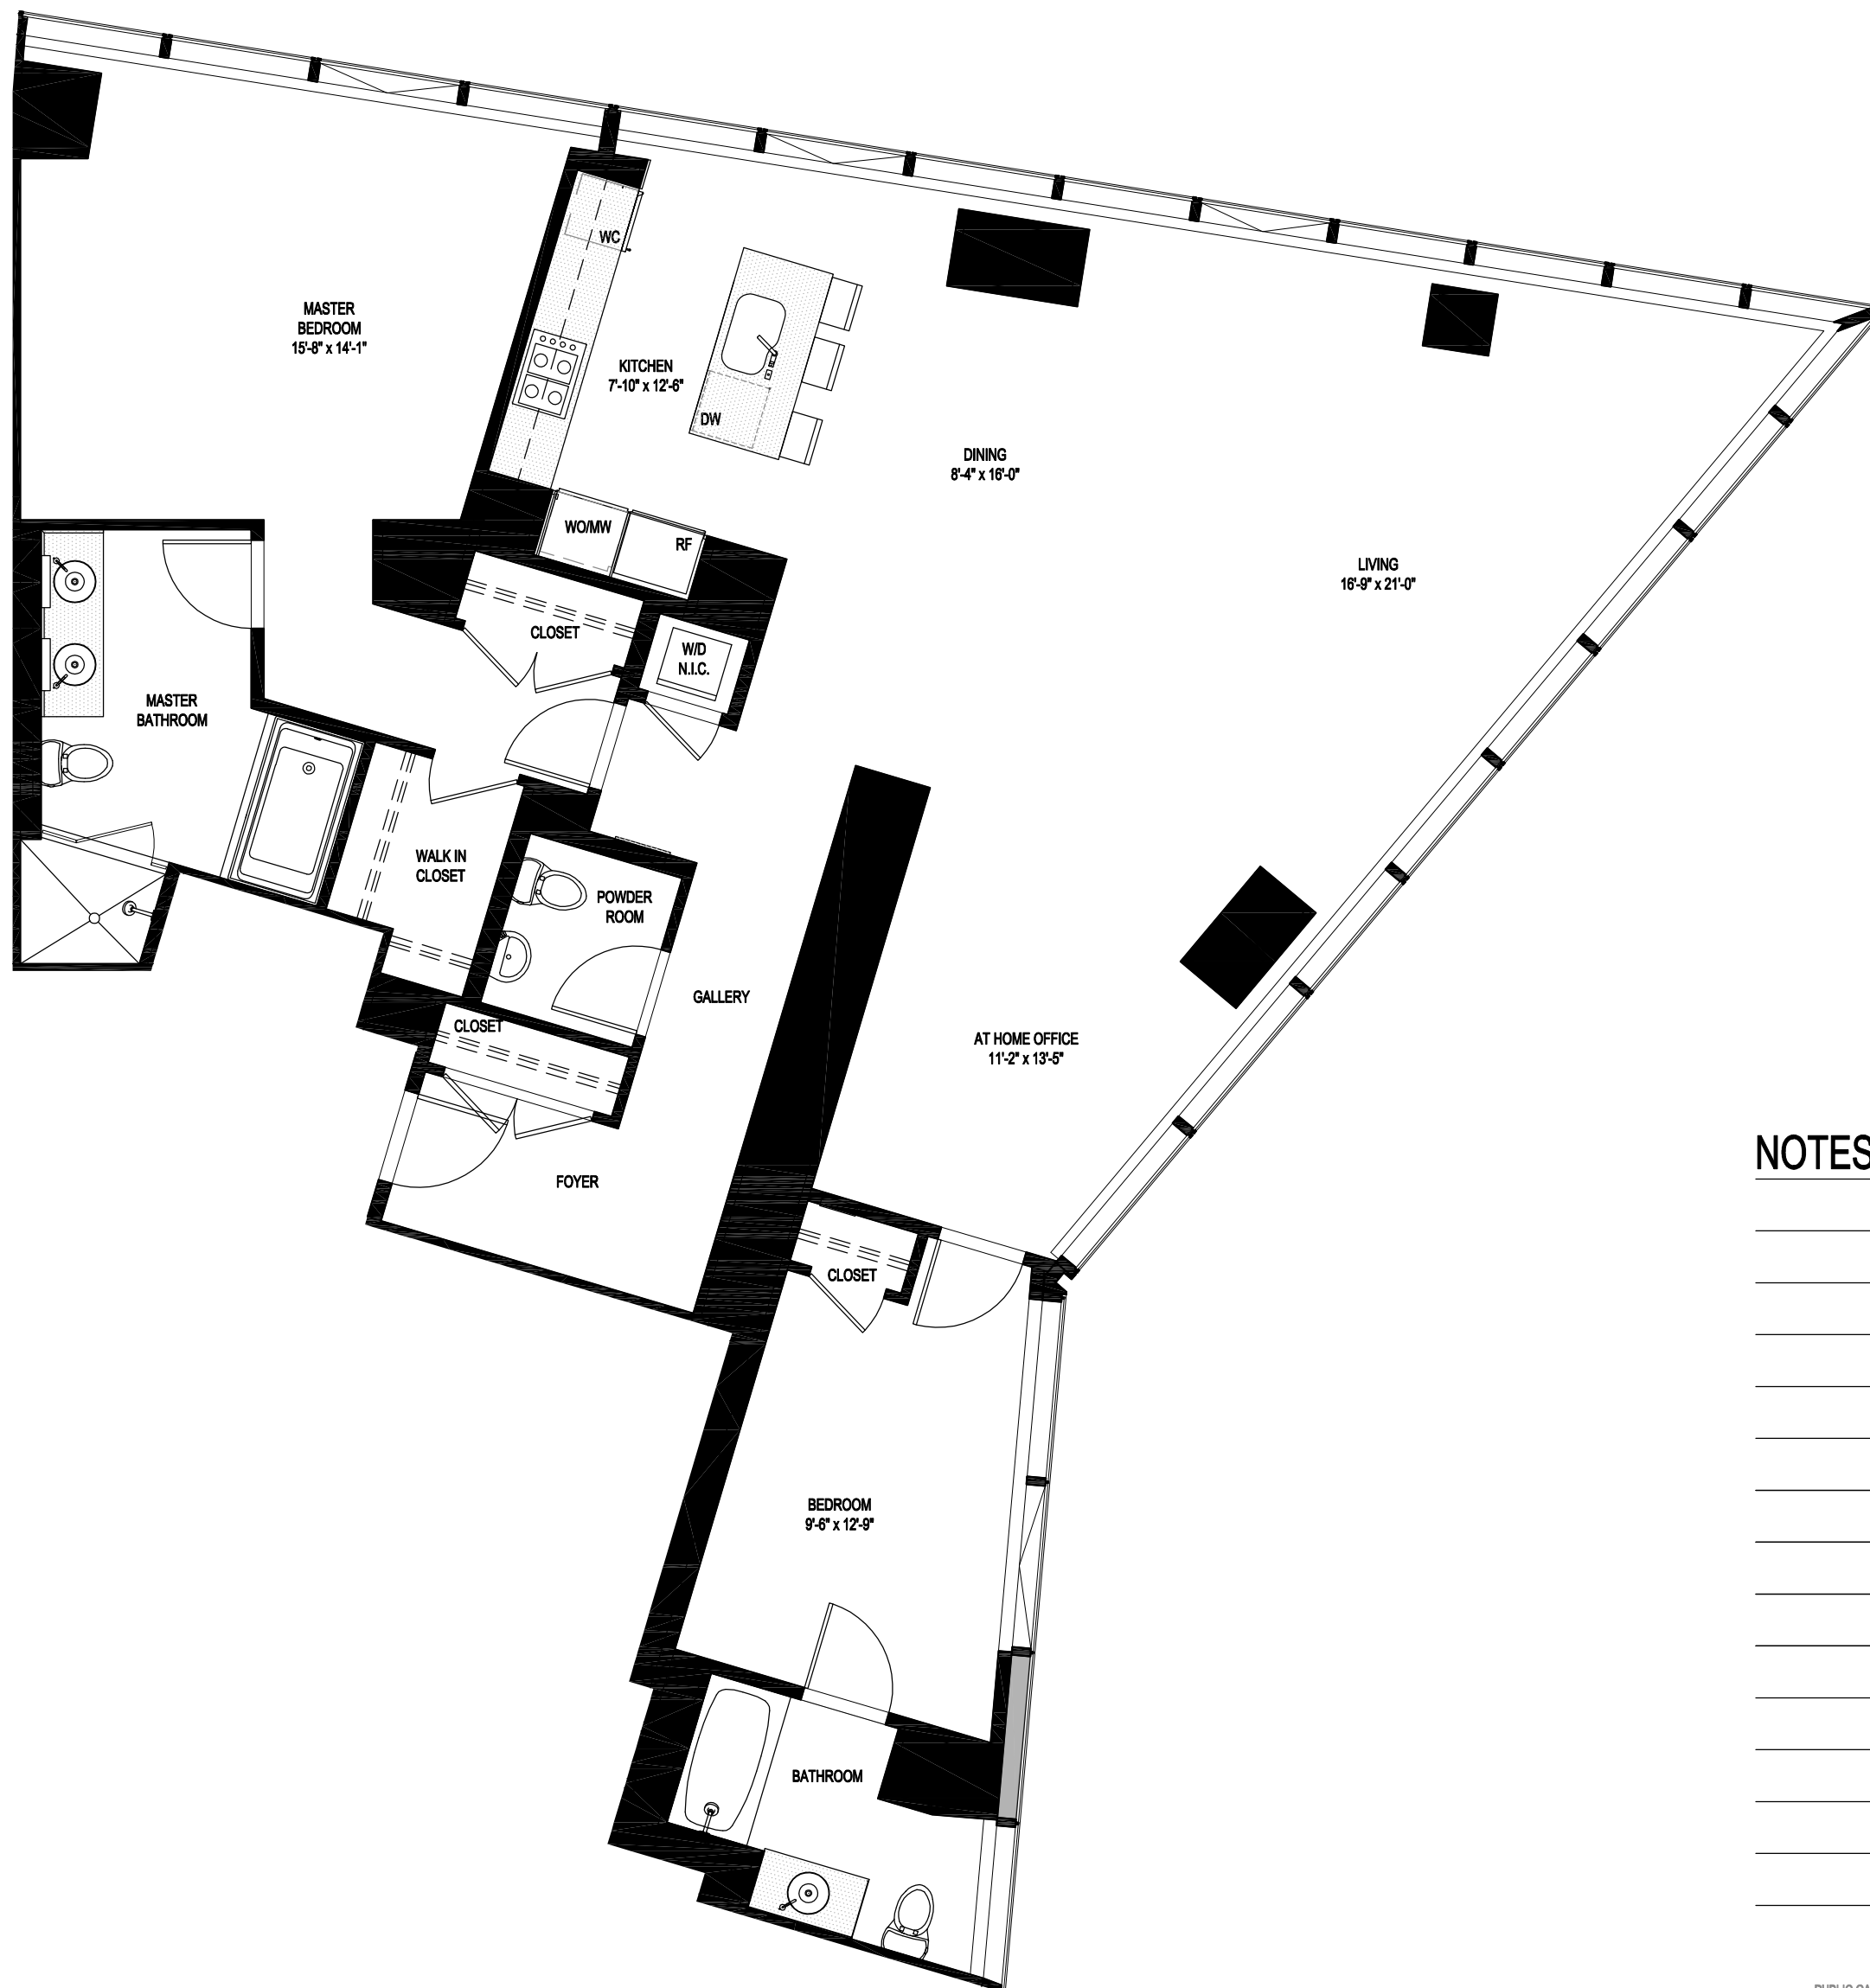 MASTER
BEDROOM
15'-8" x 14'-1"
WC
KITCHEN
7'-10" x 12'-6"
DW
DINING
8'-4" x 16'-0"
WO/MW
RF
LIVING
16'-9" x 21'-0"
CLOSET
W/D
N.I.C.
MASTER
BATHROOM
WALK IN
CLOSET
POWDER
ROOM
GALLERY
CLOSET
AT HOME OFFICE
11'-2" x 13'-5"
NOTES
FOYER
CLOSET
BEDROOM
9'-6" x 12'-9"
BATHROOM